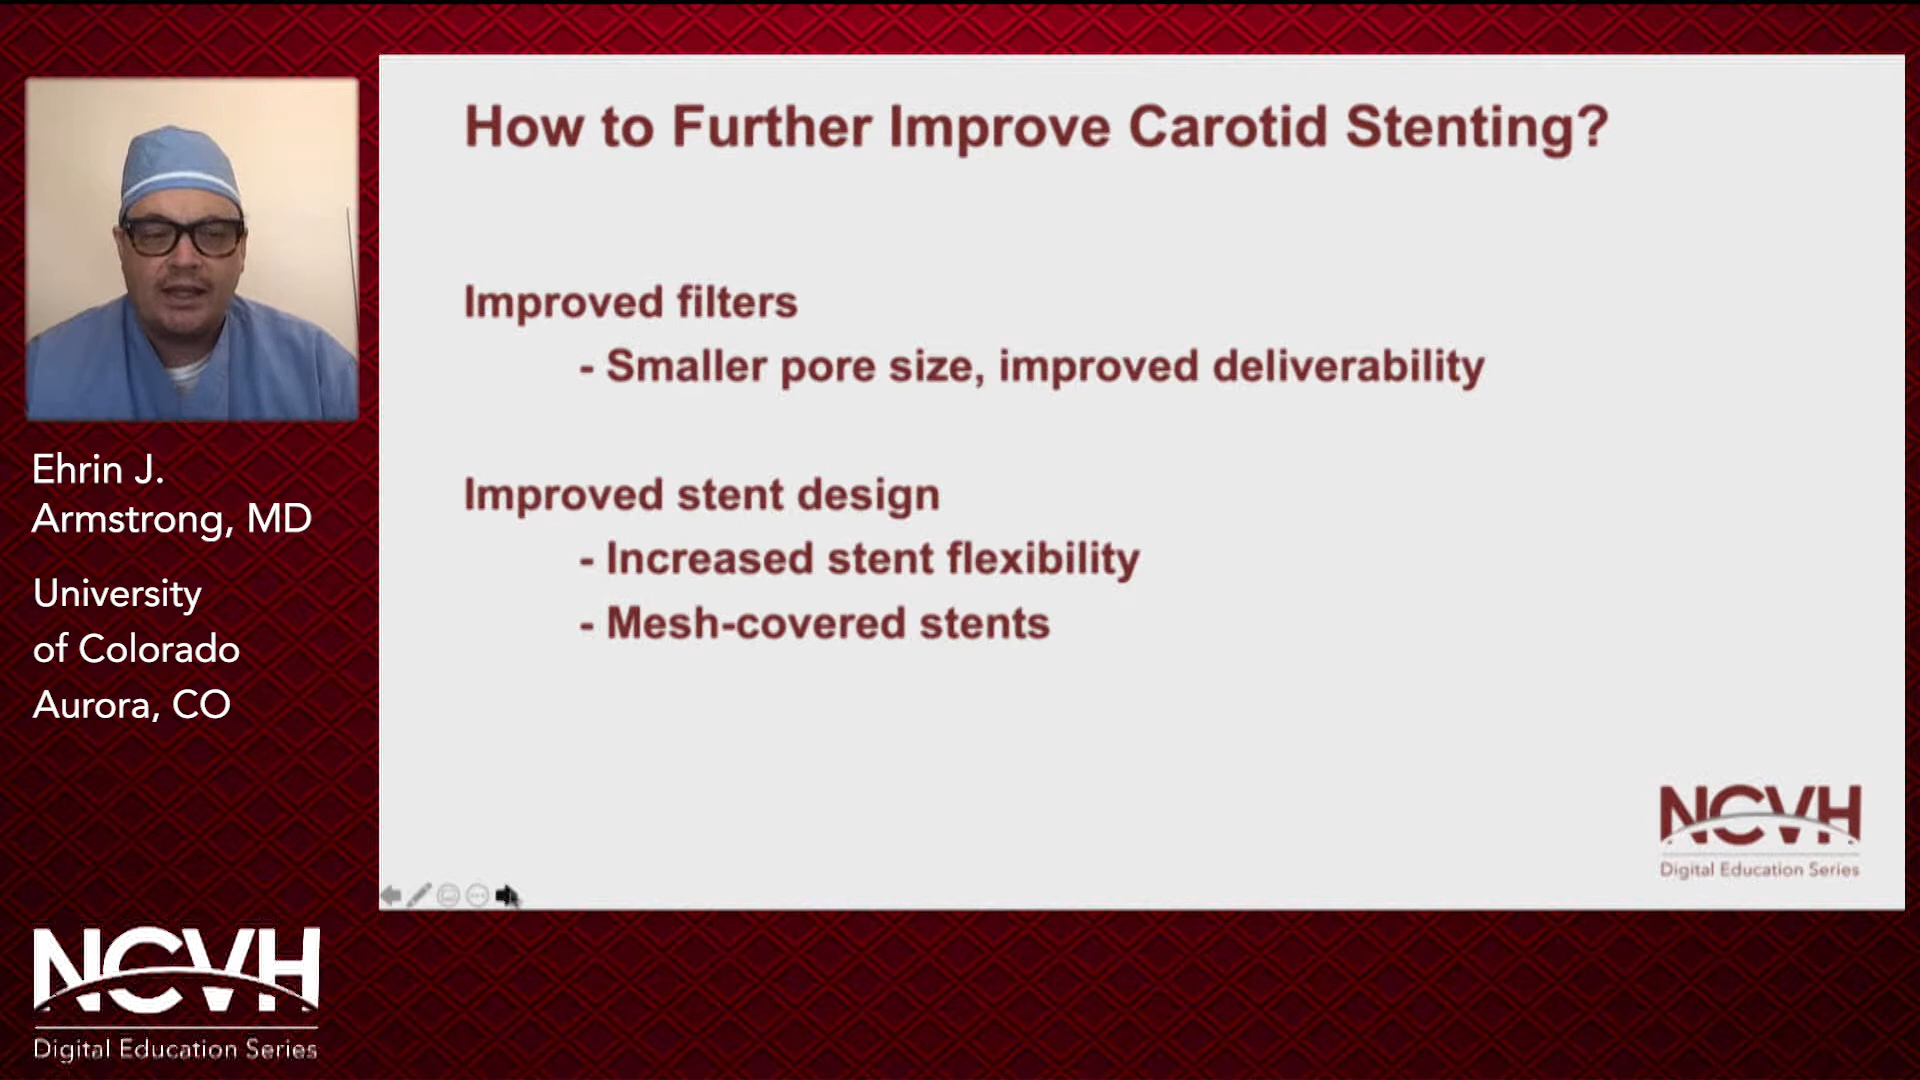 How to Further Improve Carotid Stenting?
Improved filters
- Smaller pore size, improved deliverability
Improved stent design
- Increased stent flexibility
- Mesh-covered stents
NCVH
Digital Education Series
Ehrin J.
Armstrong, MD
University
of Colorado
Aurora, CO
NCVH
Digital Education Series